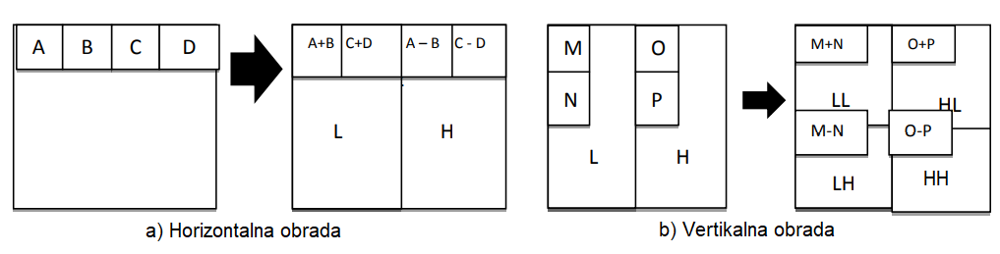 A B C D
A+B C+D A – B C - D
L H
a) Horizontalna obrada
M O
N P
L H
M+N O+P
LL HL
M-N O-P
LH HH
b) Vertikalna obrada